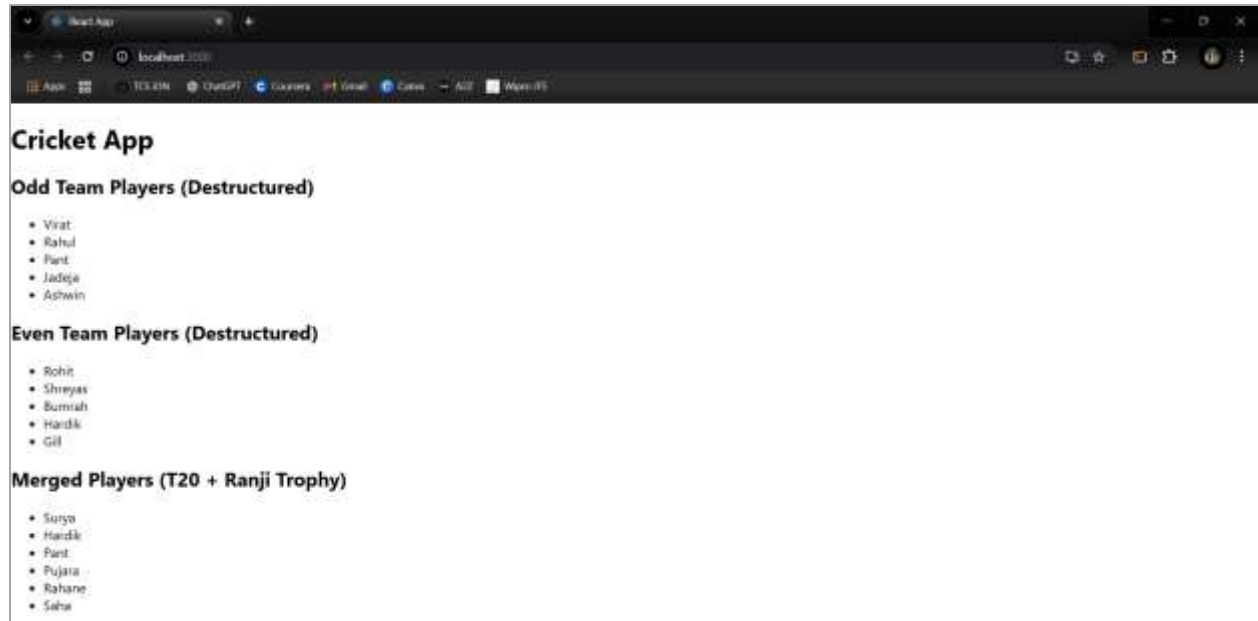 React App
localhost:3000
Apps
TCS iON
ChatGPT
Coursera
Gmail
Canva
Wipro iFS
Cricket App
Odd Team Players (Destructured)
• Virat
• Rahul
• Pant
• Jadeja
• Ashwin
Even Team Players (Destructured)
• Rohit
• Shreyas
• Bumrah
• Hardik
• Gill
Merged Players (T20 + Ranji Trophy)
• Surya
• Hardik
• Pant
• Pujara
• Rahane
• Saha